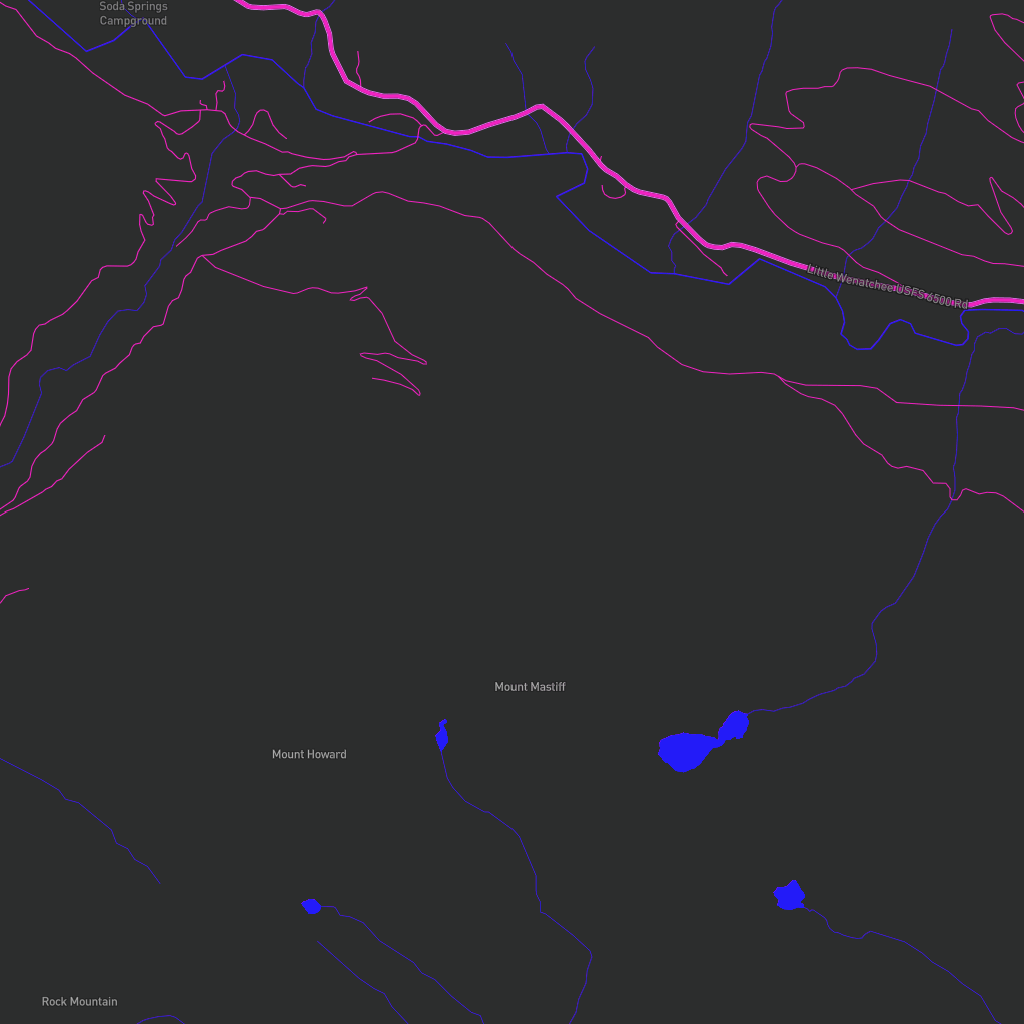 Soda Springs
Campground
Little Wenatchee USFS 6500 Rd
Mount Mastiff
Mount Howard
Rock Mountain